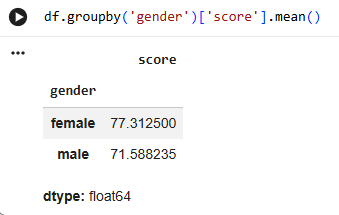 df.groupby('gender')['score'].mean()
score
gender
female 77.312500
male 71.588235
dtype: float64